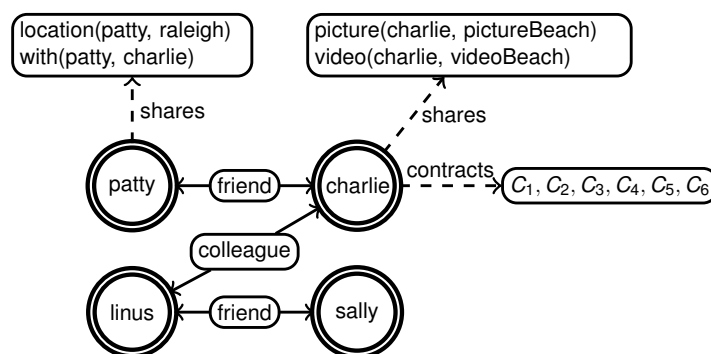 location(patty, raleigh)
with(patty, charlie)
picture(charlie, pictureBeach)
video(charlie, videoBeach)
shares
shares
patty
friend
charlie
contracts
C₁, C₂, C₃, C₄, C₅, C₆
colleague
linus
friend
sally